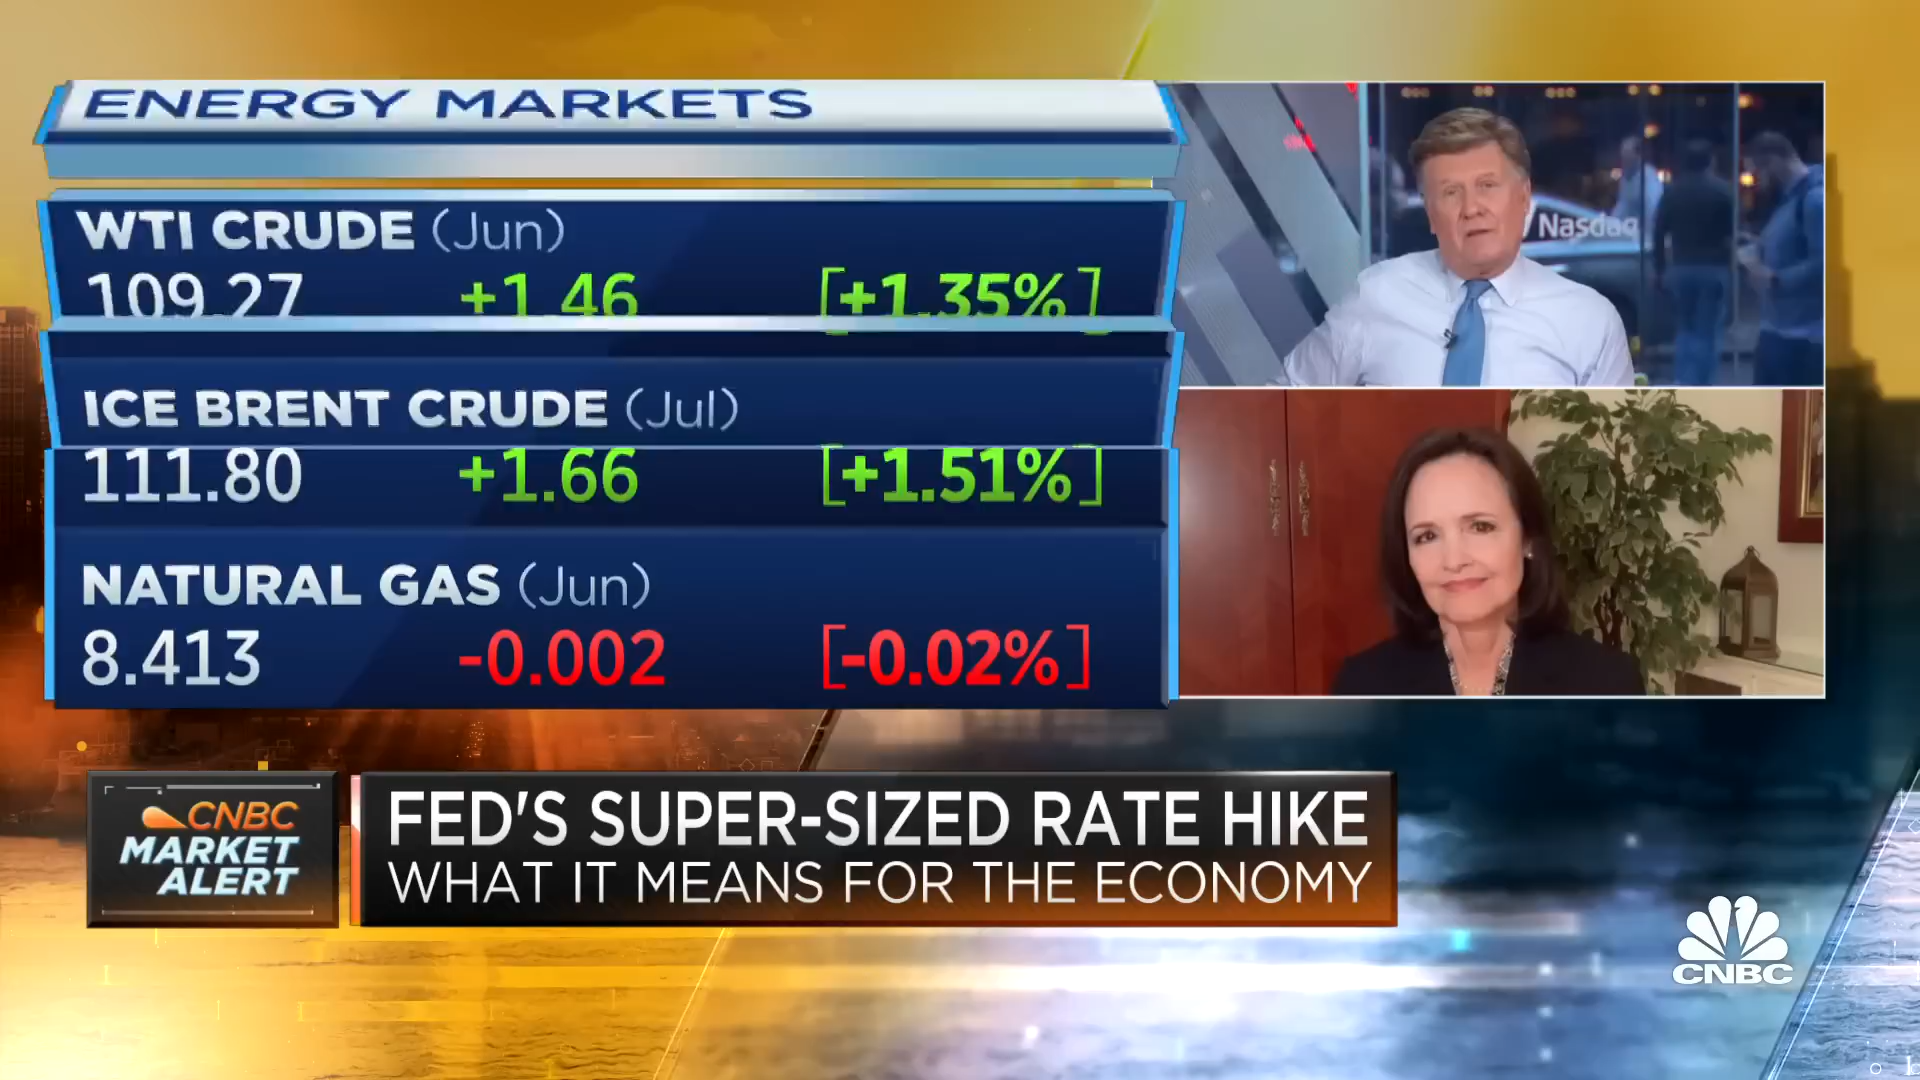 ENERGY MARKETS
WTI CRUDE (Jun)
109.27 +1.46 [+1.35%]
ICE BRENT CRUDE (Jul)
111.80 +1.66 [+1.51%]
NATURAL GAS (Jun)
8.413 -0.002 [-0.02%]
Nasdaq
CNBC
MARKET
ALERT
FED'S SUPER-SIZED RATE HIKE
WHAT IT MEANS FOR THE ECONOMY
CNBC